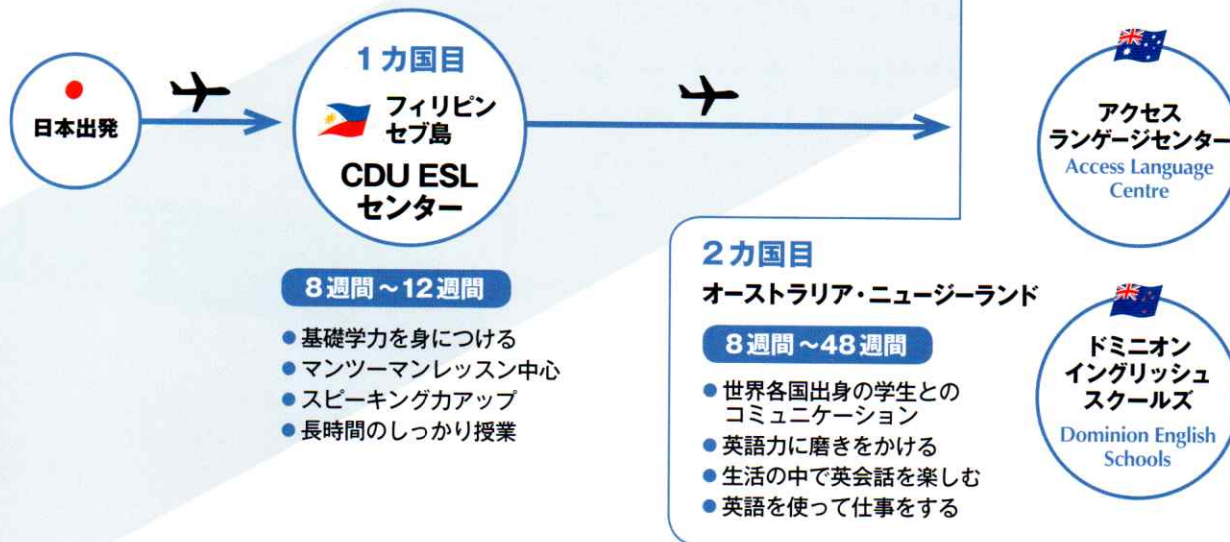 日本出発
1カ国目
フィリピン
セブ島
CDU ESL
センター
8週間～12週間
● 基礎学力を身につける
● マンツーマンレッスン中心
● スピーキング力アップ
● 長時間のしっかり授業
2カ国目
オーストラリア・ニュージーランド
8週間～48週間
● 世界各国出身の学生との
コミュニケーション
● 英語力に磨きをかける
● 生活の中で英会話を楽しむ
● 英語を使って仕事をする
アクセス
ランゲージセンター
Access Language
Centre
ドミニオン
イングリッシュ
スクールズ
Dominion English
Schools